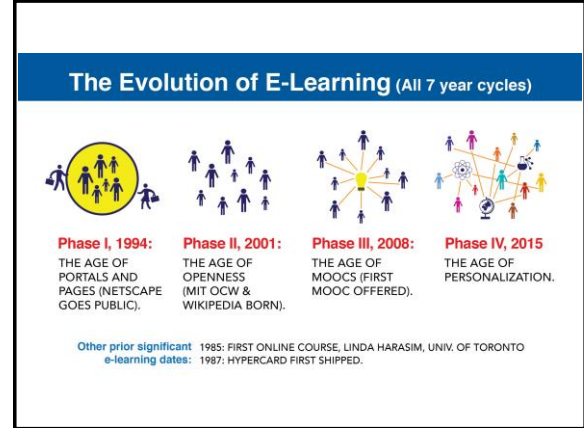 The Evolution of E-Learning (All 7 year cycles)
Phase I, 1994:
THE AGE OF
PORTALS AND
PAGES (NETSCAPE
GOES PUBLIC).
Phase II, 2001:
THE AGE OF
OPENNESS
(MIT OCW &
WIKIPEDIA BORN).
Phase III, 2008:
THE AGE OF
MOOCS (FIRST
MOOC OFFERED).
Phase IV, 2015
THE AGE OF
PERSONALIZATION.
Other prior significant 1985: FIRST ONLINE COURSE, LINDA HARASIM, UNIV. OF TORONTO
e-learning dates: 1987: HYPERCARD FIRST SHIPPED.